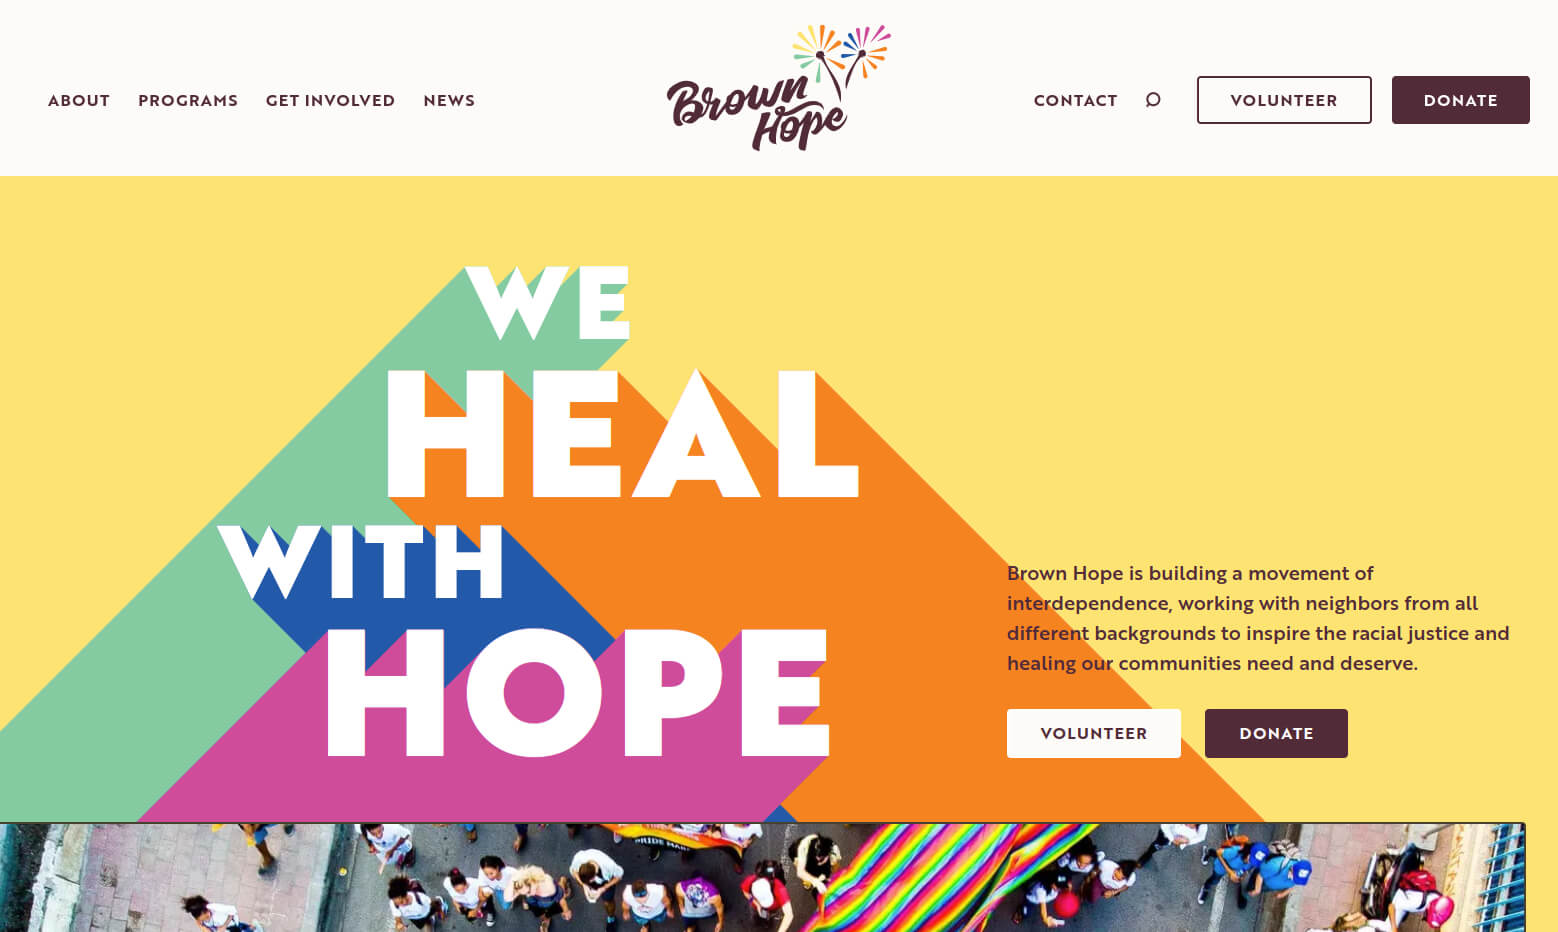 ABOUT
PROGRAMS
GET INVOLVED
NEWS
Brown
Hope
CONTACT
VOLUNTEER
DONATE
WE
HEAL
WITH
HOPE
Brown Hope is building a movement of
interdependence, working with neighbors from all
different backgrounds to inspire the racial justice and
healing our communities need and deserve.
VOLUNTEER
DONATE